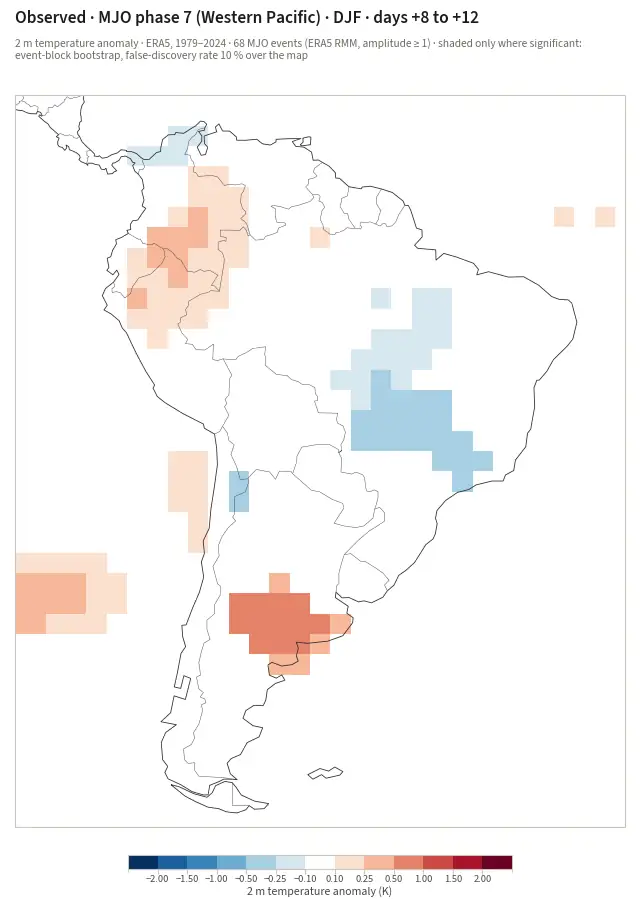 Observed · MJO phase 7 (Western Pacific) · DJF · days +8 to +12
2 m temperature anomaly · ERA5, 1979–2024 · 68 MJO events (ERA5 RMM, amplitude ≥ 1) · shaded only where significant:
event-block bootstrap, false-discovery rate 10 % over the map
−2.00 −1.50 −1.00 −0.50 −0.25 −0.10 0.10 0.25 0.50 1.00 1.50 2.00
2 m temperature anomaly (K)